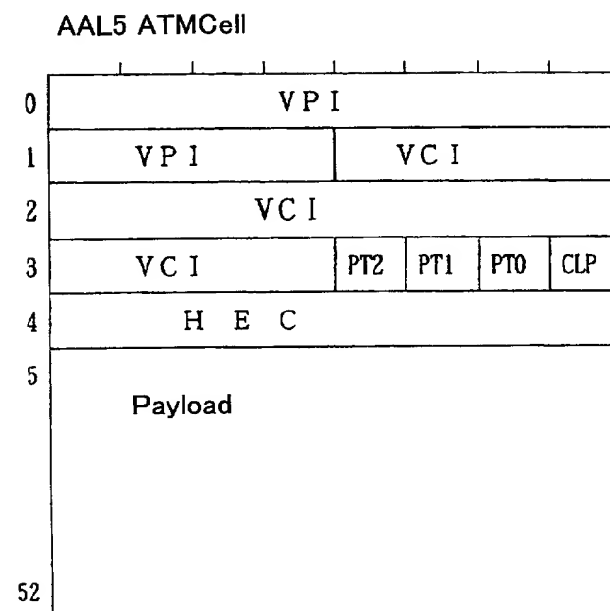 AAL5 ATMCell
0 VPI
1 VPI VCI
2 VCI
3 VCI PT2 PT1 PT0 CLP
4 HEC
5
Payload
52